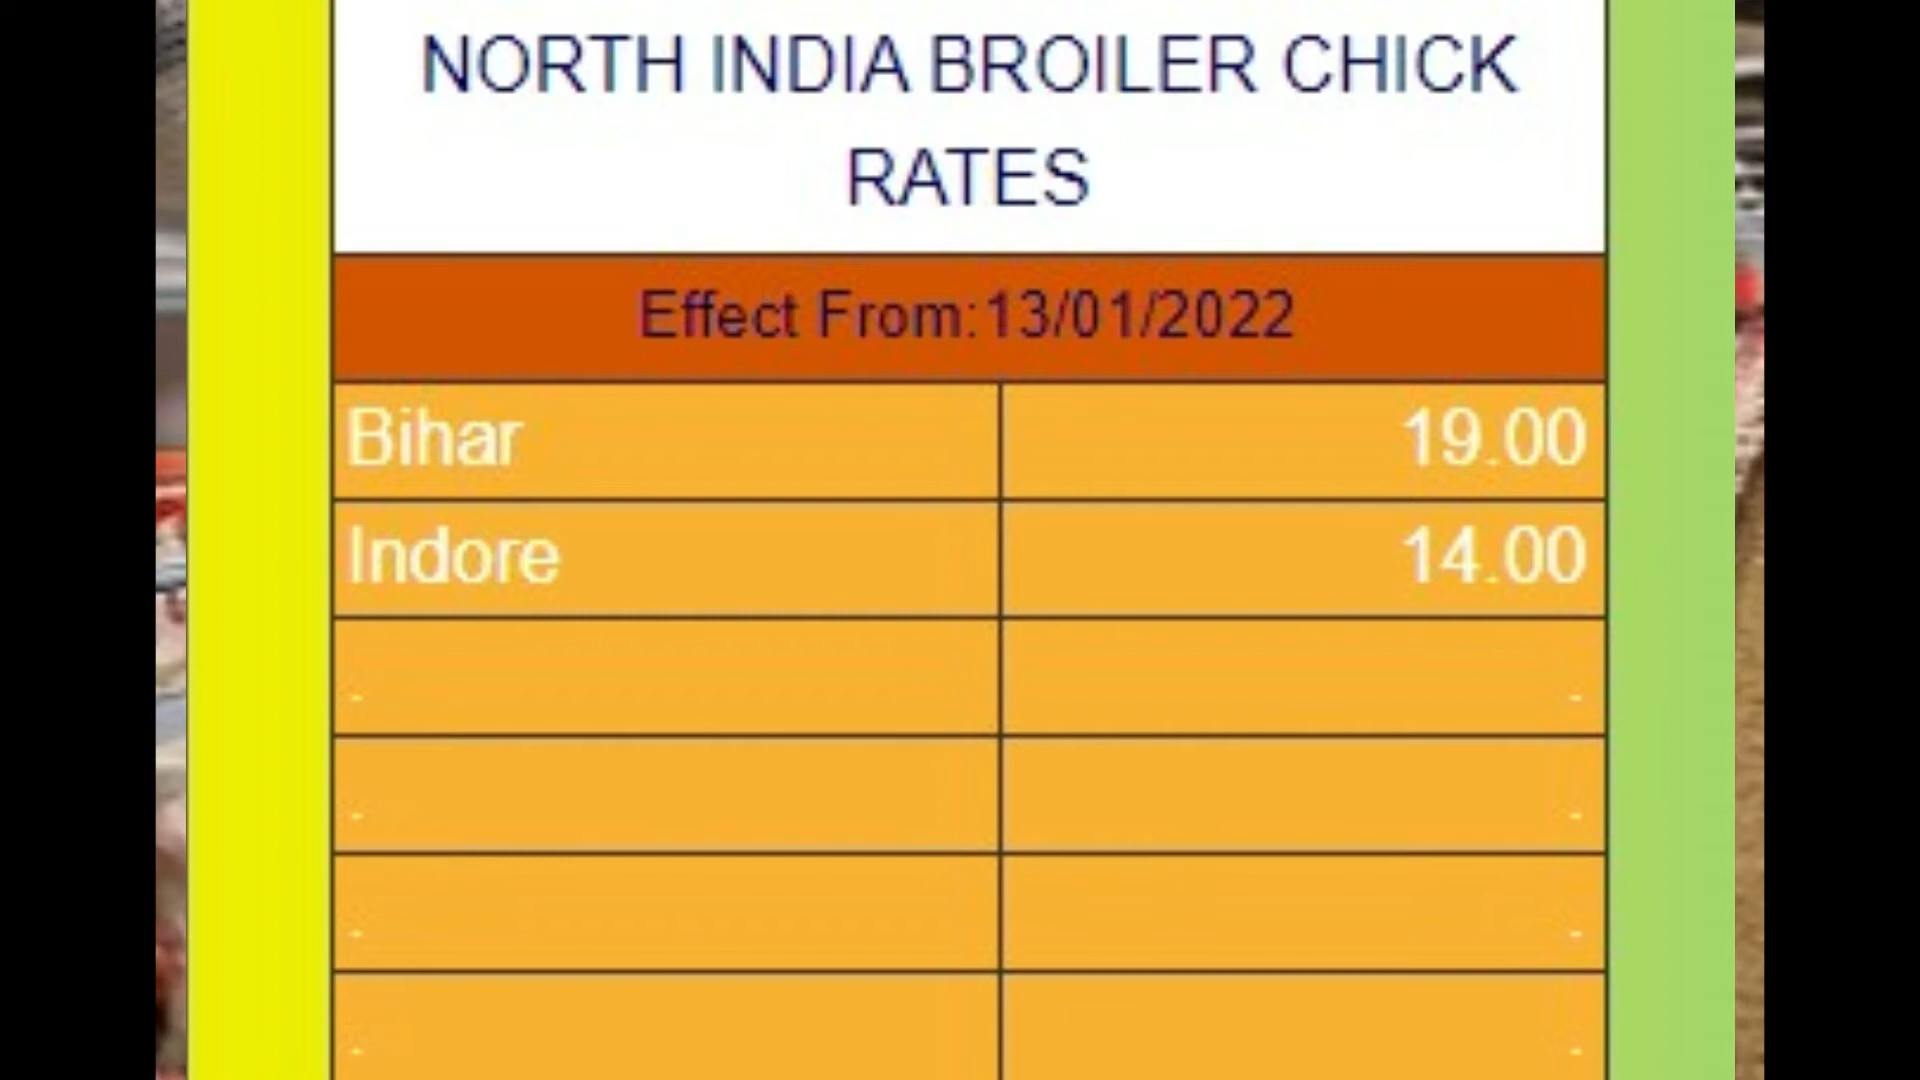 NORTH INDIA BROILER CHICK
RATES
Effect From:13/01/2022
Bihar 19.00
Indore 14.00
. .
. .
. .
. .